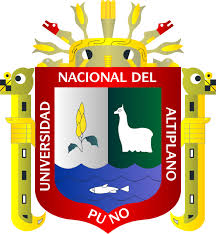 UNIVERSIDAD
NACIONAL DEL
ALTIPLANO
PUNO